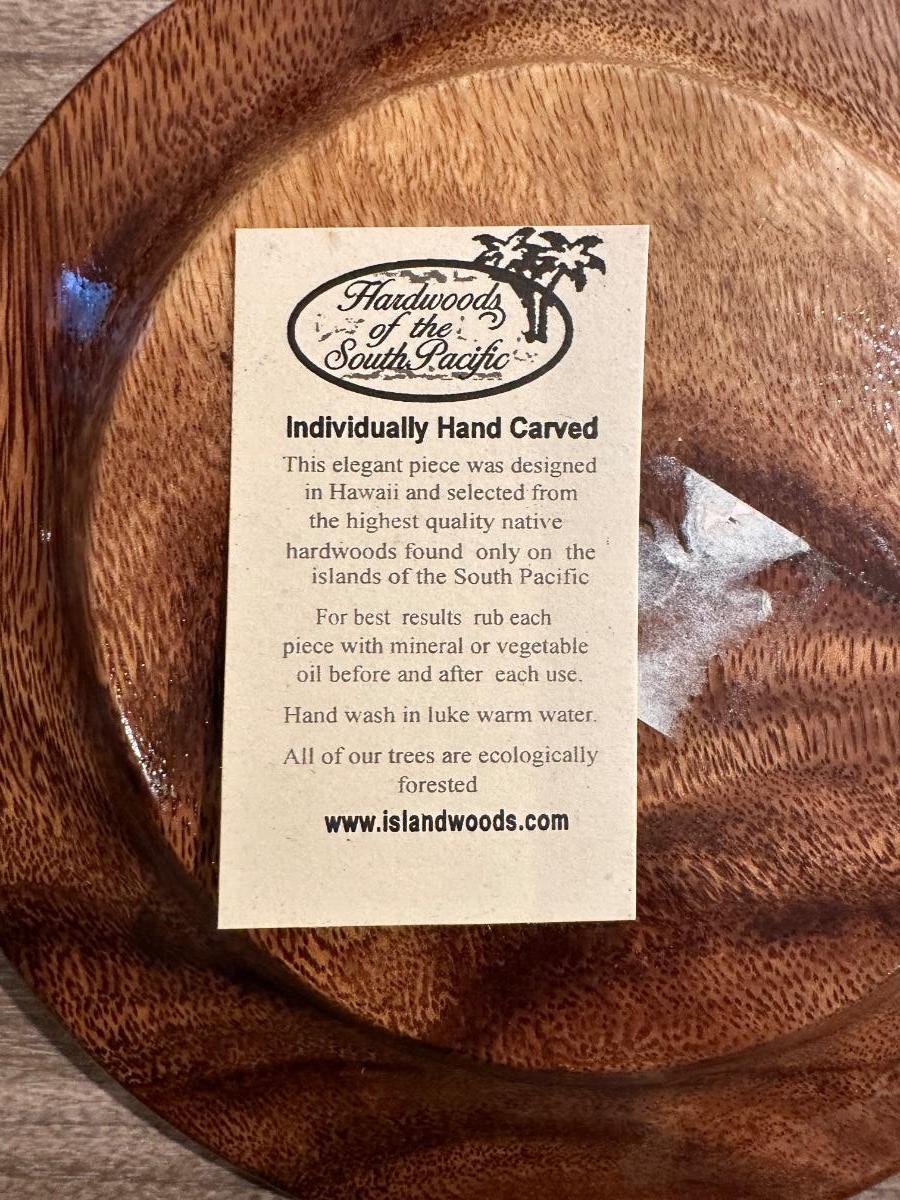 Hardwoods
of the
South Pacific
Individually Hand Carved
This elegant piece was designed
in Hawaii and selected from
the highest quality native
hardwoods found only on the
islands of the South Pacific
For best results rub each
piece with mineral or vegetable
oil before and after each use.
Hand wash in luke warm water.
All of our trees are ecologically
forested
www.islandwoods.com